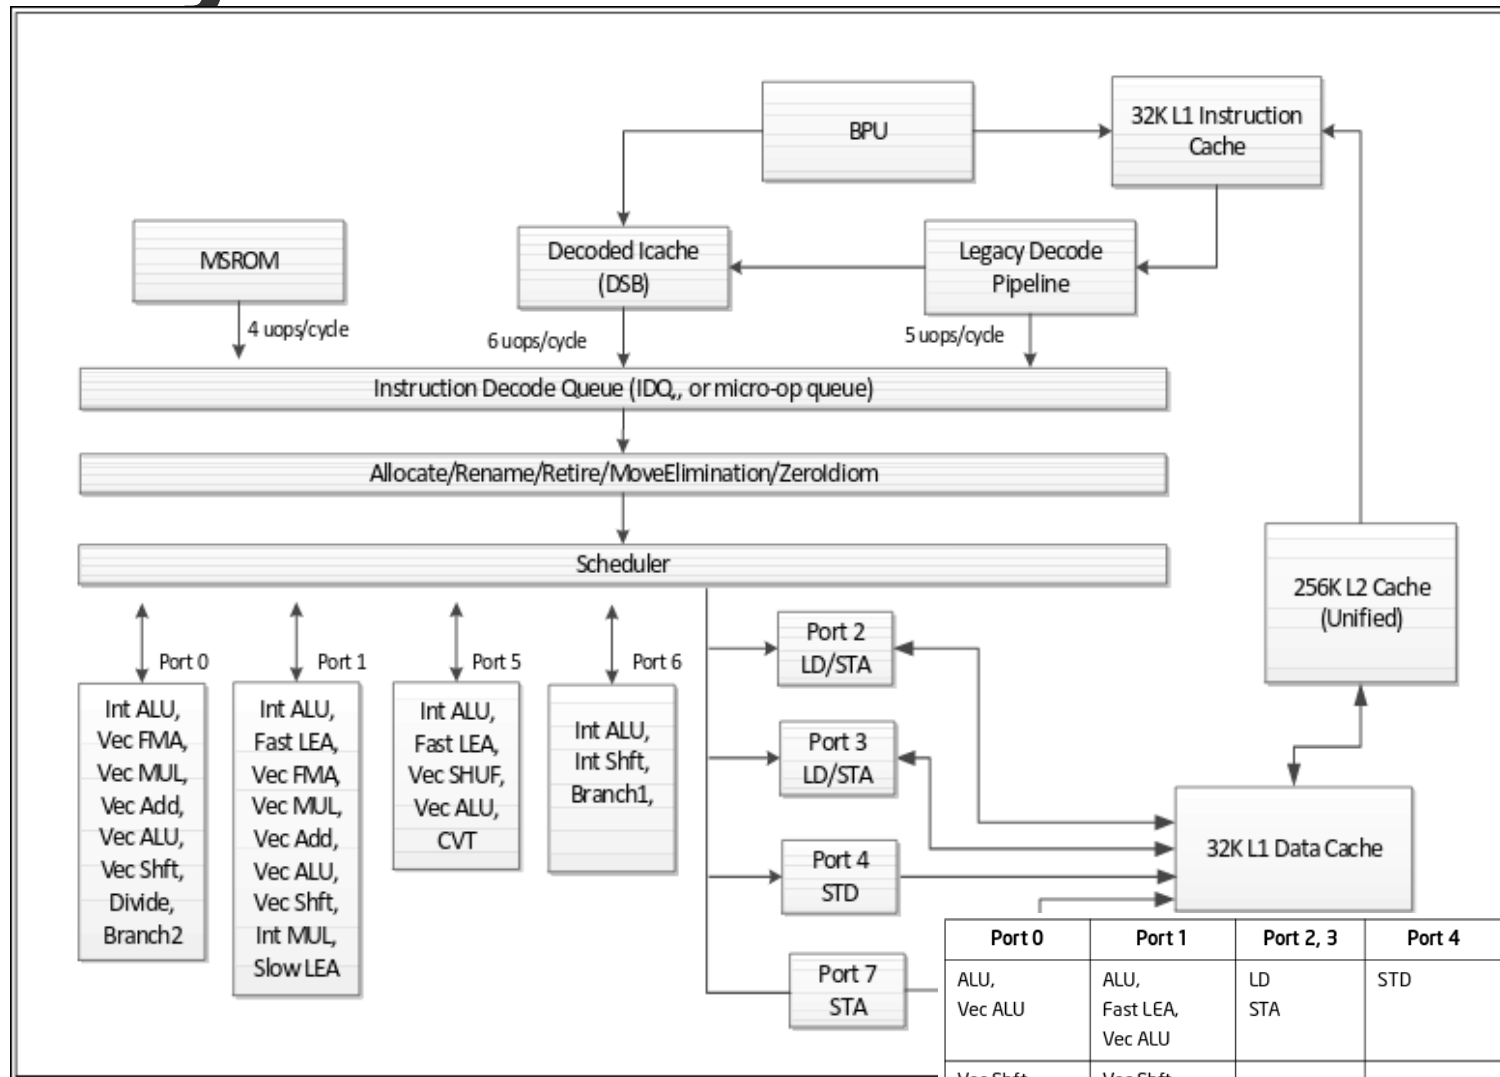 BPU
32K L1 Instruction
Cache
MSROM
Decoded Icache
(DSB)
Legacy Decode
Pipeline
4 uops/cycle
6 uops/cycle
5 uops/cycle
Instruction Decode Queue (IDQ,, or micro-op queue)
Allocate/Rename/Retire/MoveElimination/ZeroIdiom
Scheduler
256K L2 Cache
(Unified)
Port 0
Int ALU,
Vec FMA,
Vec MUL,
Vec Add,
Vec ALU,
Vec Shft,
Divide,
Branch2
Port 1
Int ALU,
Fast LEA,
Vec FMA,
Vec MUL,
Vec Add,
Vec ALU,
Vec Shft,
Int MUL,
Slow LEA
Port 5
Int ALU,
Fast LEA,
Vec SHUF,
Vec ALU,
CVT
Port 6
Int ALU,
Int Shft,
Branch1,
Port 2
LD/STA
Port 3
LD/STA
Port 4
STD
Port 7
STA
32K L1 Data Cache
Port 0
Port 1
Port 2, 3
Port 4
ALU,
Vec ALU
ALU,
Fast LEA,
Vec ALU
LD
STA
STD
Vec Shft
Vec Shft